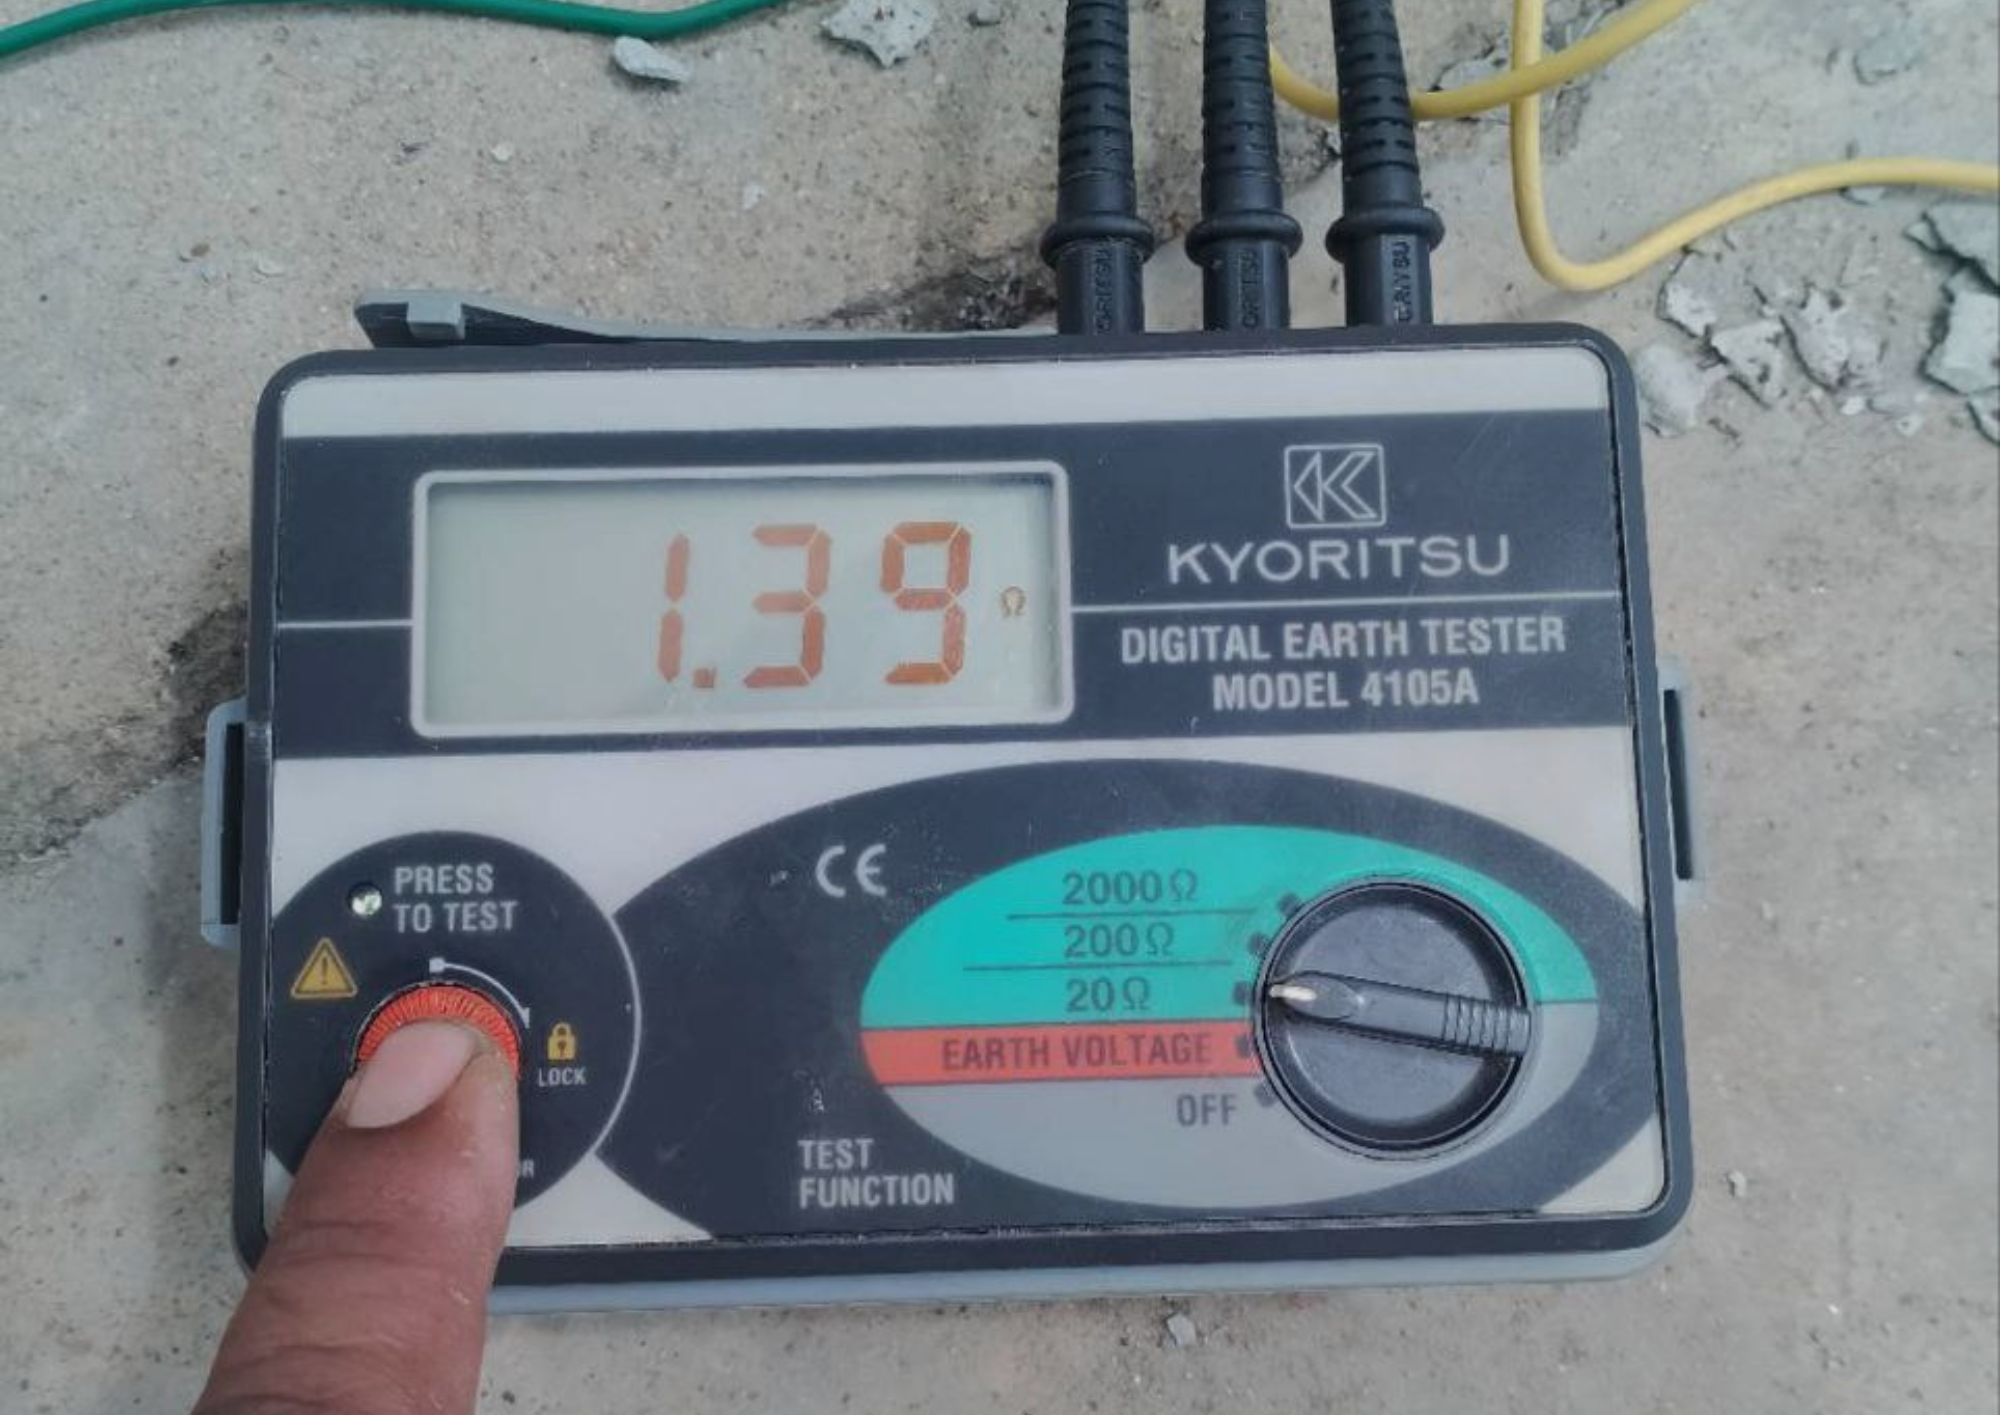 1.39 Ω
KYORITSU
DIGITAL EARTH TESTER
MODEL 4105A
PRESS
TO TEST
LOCK
CE
2000Ω
200Ω
20Ω
EARTH VOLTAGE
OFF
TEST
FUNCTION